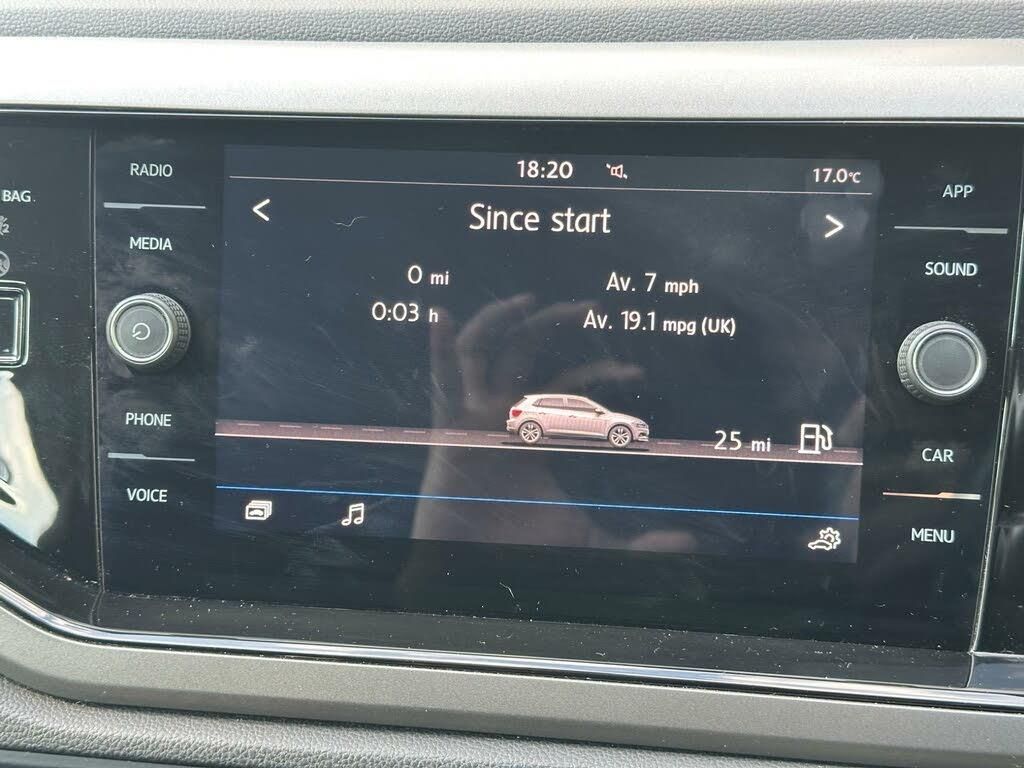 BAG
2
RADIO
MEDIA
PHONE
VOICE
18:20
17.0°C
<
Since start
>
0 mi
Av. 7 mph
0:03 h
Av. 19.1 mpg (UK)
25 mi
APP
SOUND
CAR
MENU